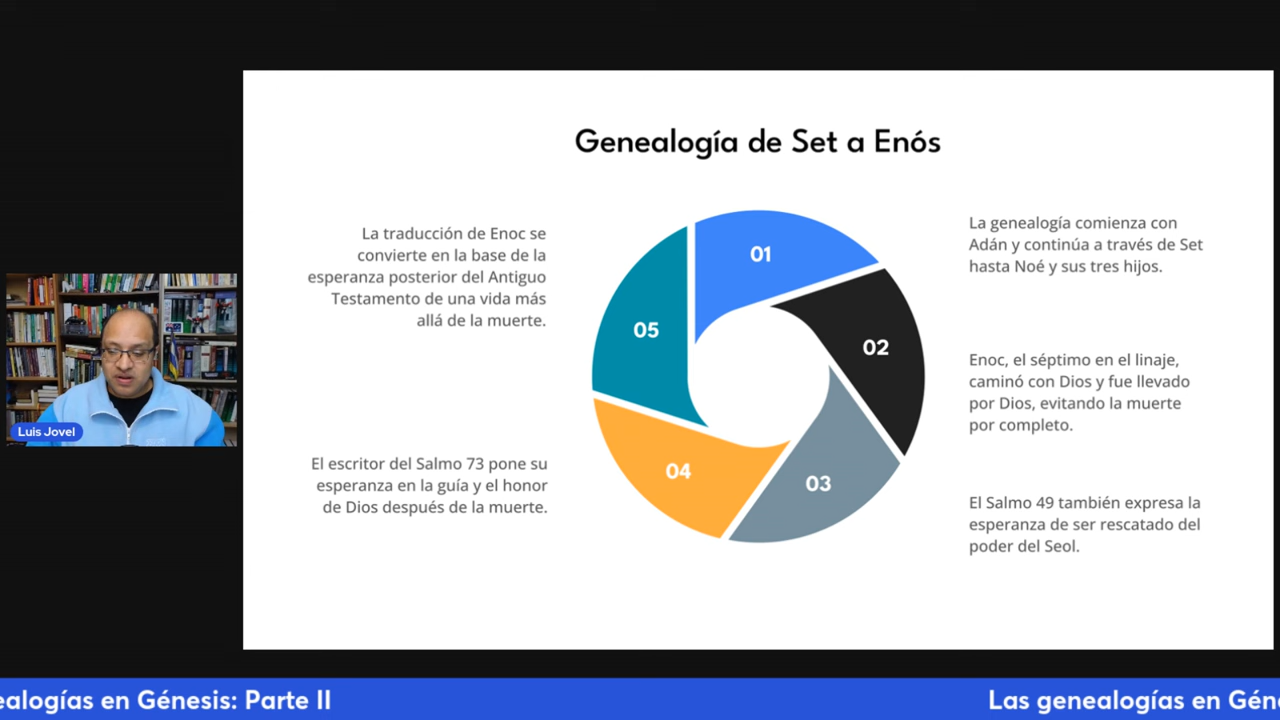 Genealogía de Set a Enós
01
La genealogía comienza con
Adán y continúa a través de Set
hasta Noé y sus tres hijos.
02
Enoc, el séptimo en el linaje,
caminó con Dios y fue llevado
por Dios, evitando la muerte
por completo.
03
El Salmo 49 también expresa la
esperanza de ser rescatado del
poder del Seol.
04
El escritor del Salmo 73 pone su
esperanza en la guía y el honor
de Dios después de la muerte.
05
La traducción de Enoc se
convierte en la base de la
esperanza posterior del Antiguo
Testamento de una vida más
allá de la muerte.
Luis Jovel
ealogías en Génesis: Parte II
Las genealogías en Géne